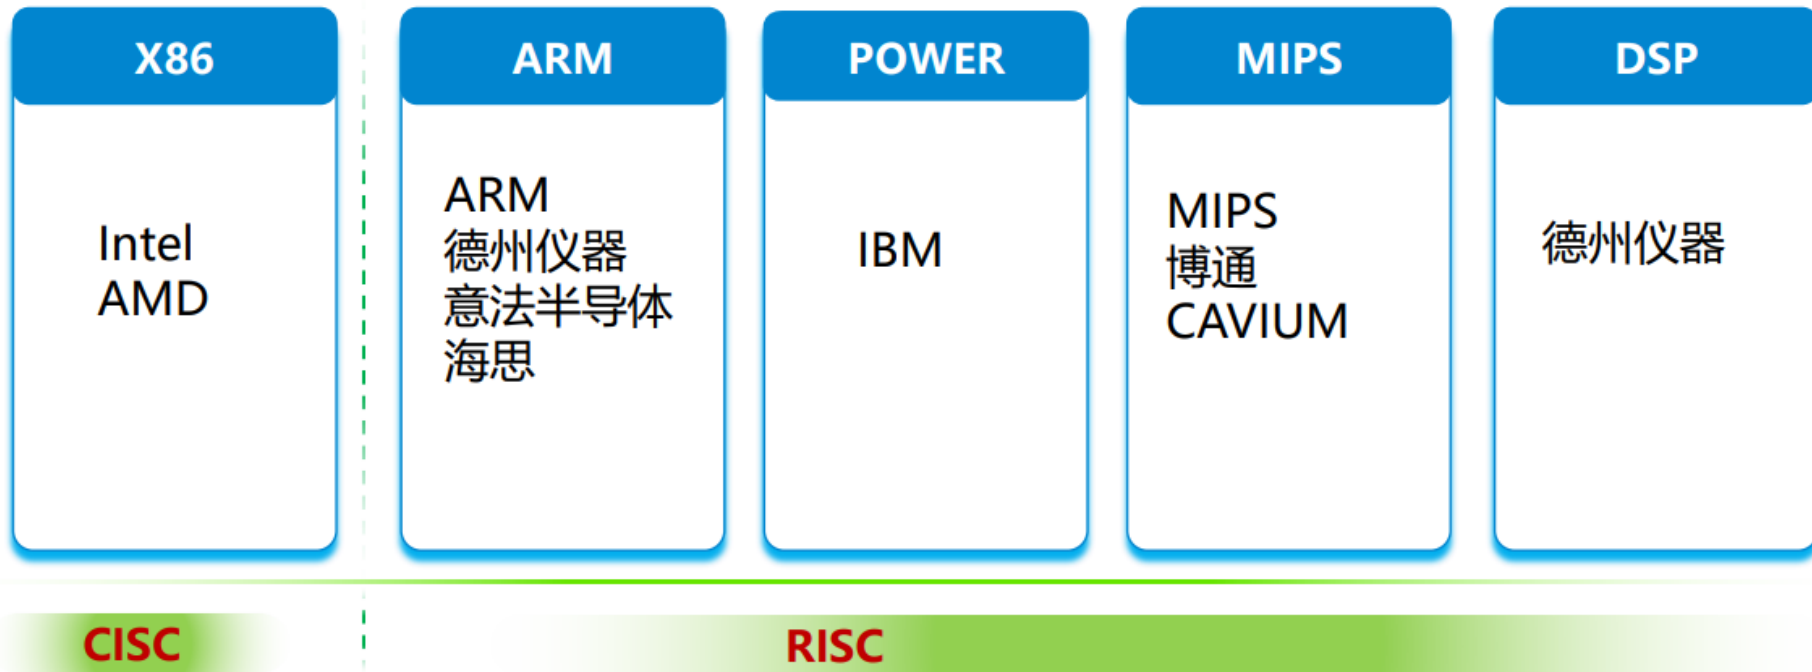 X86
Intel
AMD
ARM
ARM
德州仪器
意法半导体
海思
POWER
IBM
MIPS
MIPS
博通
CAVIUM
DSP
德州仪器
CISC
RISC